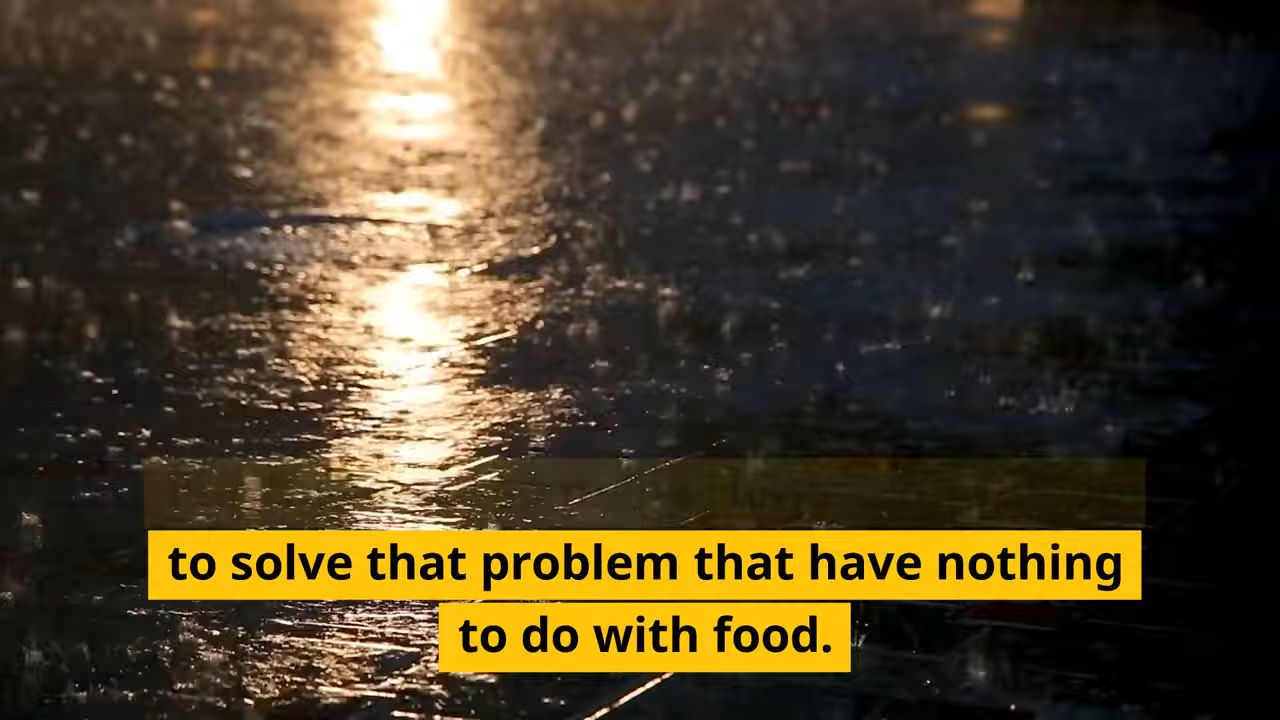 to solve that problem that have nothing
to do with food.